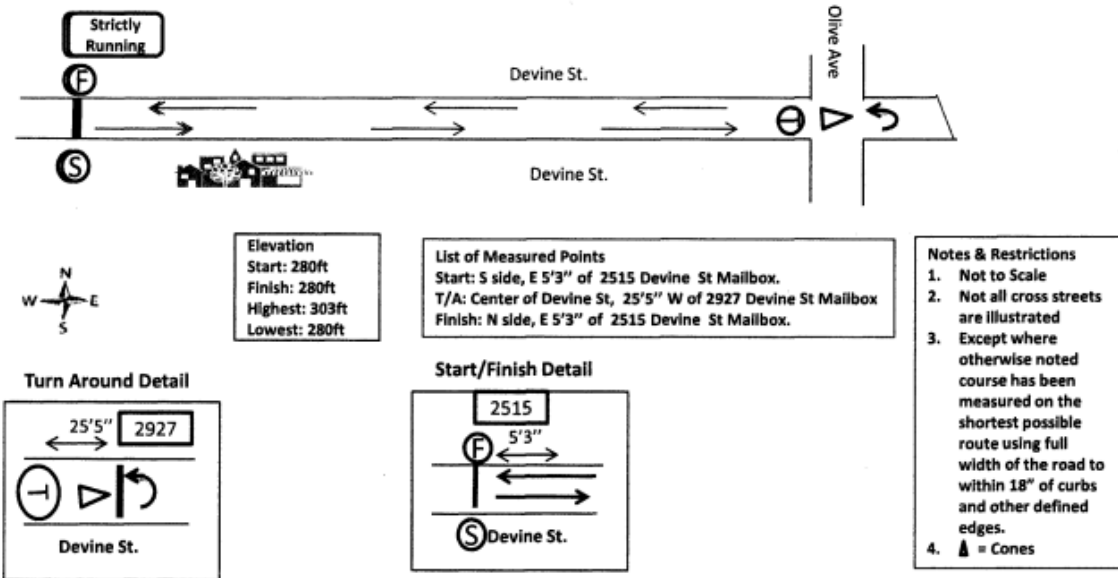 Strictly
Running
F
Devine St.
Olive Ave
T
S
Devine St.
N
W E
S
Elevation
Start: 280ft
Finish: 280ft
Highest: 303ft
Lowest: 280ft
List of Measured Points
Start: S side, E 5'3" of 2515 Devine St Mailbox.
T/A: Center of Devine St, 25'5" W of 2927 Devine St Mailbox
Finish: N side, E 5'3" of 2515 Devine St Mailbox.
Notes & Restrictions
1. Not to Scale
2. Not all cross streets
are illustrated
3. Except where
otherwise noted
course has been
measured on the
shortest possible
route using full
width of the road to
within 18" of curbs
and other defined
edges.
4. = Cones
Turn Around Detail
25'5" 2927
T
Devine St.
Start/Finish Detail
2515
F 5'3"
S Devine St.